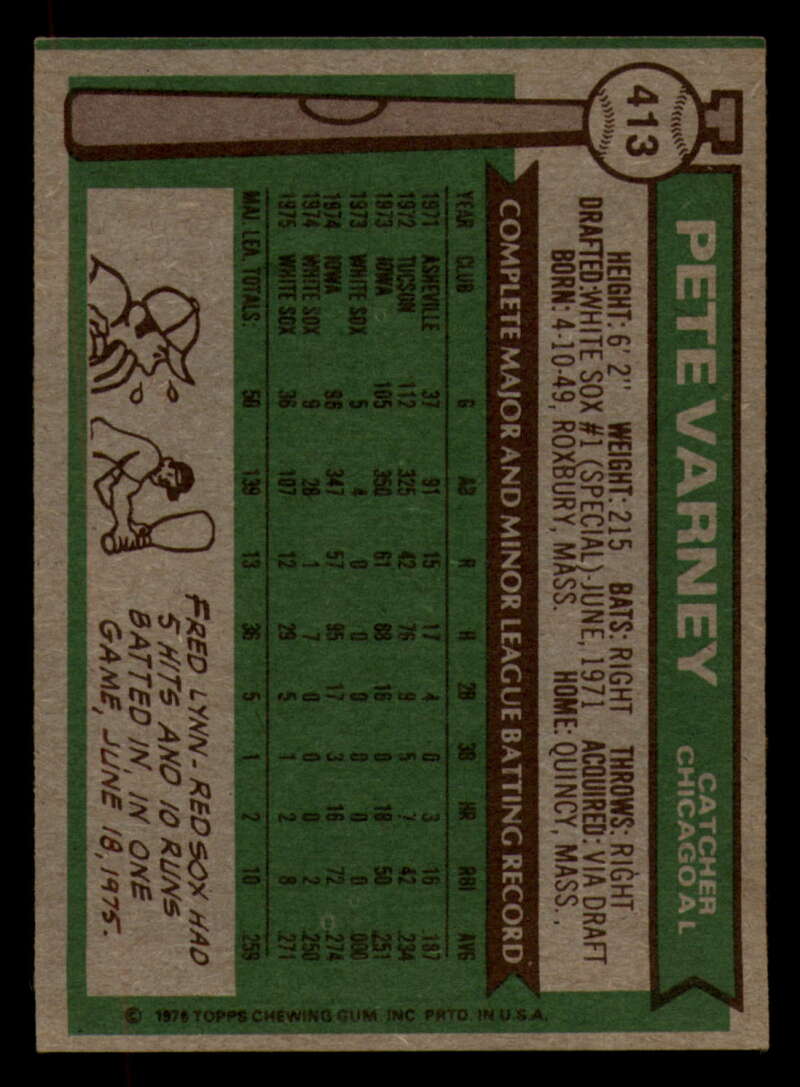 413
PETE VARNEY
CATCHER
CHICAGO AL
HEIGHT: 6' 2" WEIGHT: 215 BATS: RIGHT THROWS: RIGHT
DRAFTED: WHITE SOX #1 (SPECIAL)-JUNE, 1971 ACQUIRED: VIA DRAFT
BORN: 4-10-49, ROXBURY, MASS. HOME: QUINCY, MASS.,
COMPLETE MAJOR AND MINOR LEAGUE BATTING RECORD
YEAR CLUB G AB R H 2B 3B HR RBI AVG
1971 ASHEVILLE 37 91 15 17 4 0 3 16 .187
1972 TUCSON 112 325 42 76 9 5 7 42 .234
1973 IOWA 105 350 61 88 16 0 18 50 .251
1973 WHITE SOX 5 4 0 0 0 0 0 0 .000
1974 IOWA 98 347 57 95 17 3 16 72 .274
1974 WHITE SOX 9 28 1 7 0 0 0 2 .250
1975 WHITE SOX 36 107 12 29 5 1 2 8 .271
MAJ. LEA. TOTALS: 50 139 13 36 5 1 2 10 .259
FRED LYNN-RED SOX HAD
5 HITS AND 10 RUNS
BATTED IN, IN ONE
GAME, JUNE 18, 1975.
© 1976 TOPPS CHEWING GUM INC PRTD. IN U.S.A.